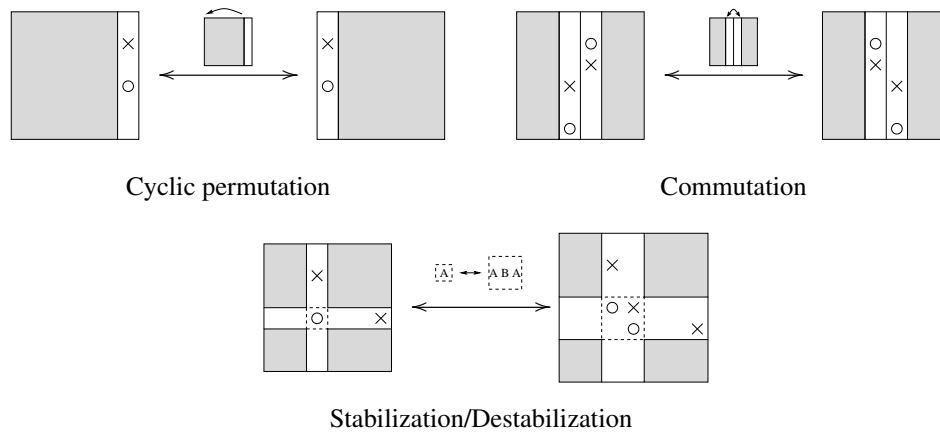 Cyclic permutation
Commutation
A A B A
Stabilization/Destabilization